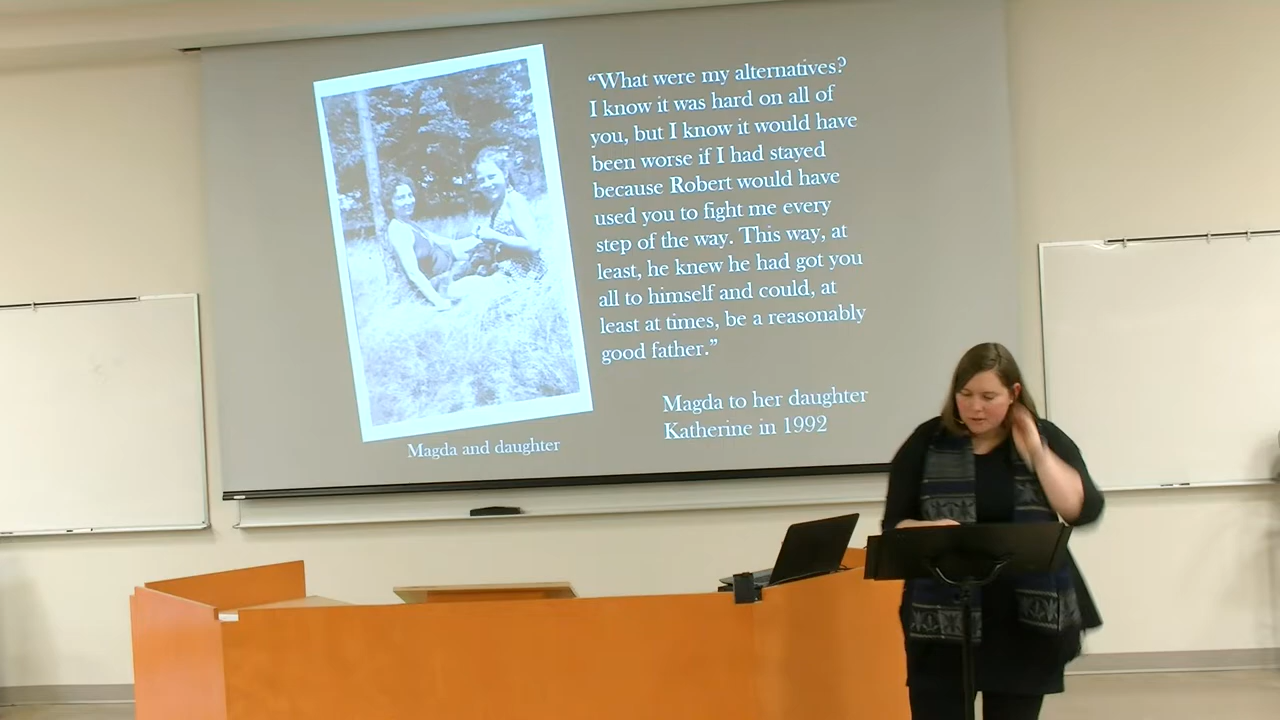 “What were my alternatives?
I know it was hard on all of
you, but I know it would have
been worse if I had stayed
because Robert would have
used you to fight me every
step of the way. This way, at
least, he knew he had got you
all to himself and could, at
least at times, be a reasonably
good father.”
Magda to her daughter
Katherine in 1992
Magda and daughter